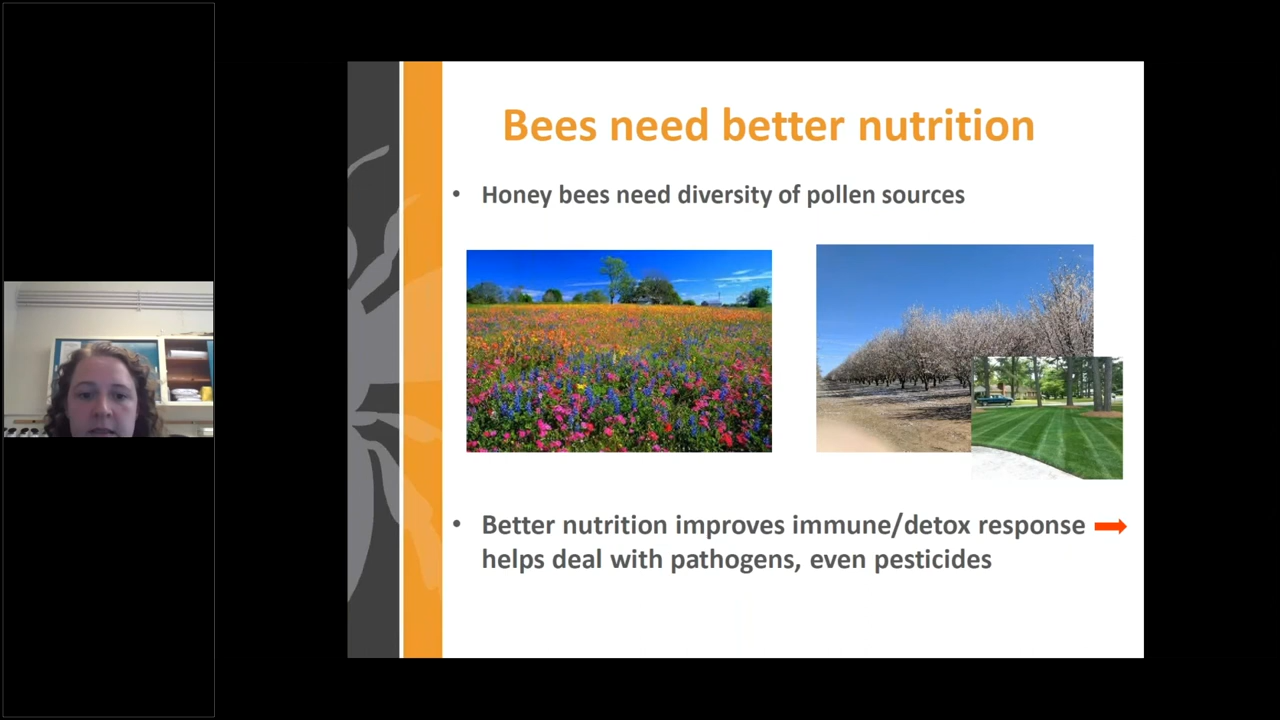 Bees need better nutrition
• Honey bees need diversity of pollen sources
• Better nutrition improves immune/detox response
helps deal with pathogens, even pesticides